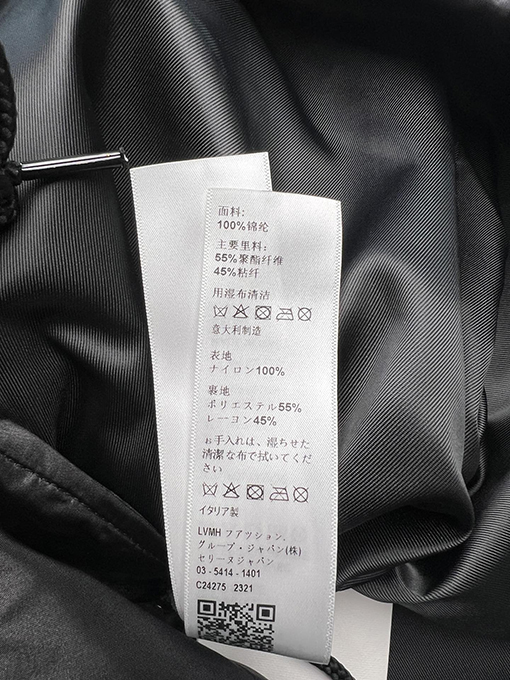 面料:
100%锦纶
主要里料:
55%聚酯纤维
45%粘纤
用湿布清洁
意大利制造
表地
ナイロン100%
裏地
ポリエステル55%
レーヨン45%
お手入れは、湿らせた
清潔な布で拭いてくだ
さい
イタリア製
LVMH ファッション.
グループ・ジャパン(株)
セリーヌジャパン
03 - 5414 - 1401
C24275 2321